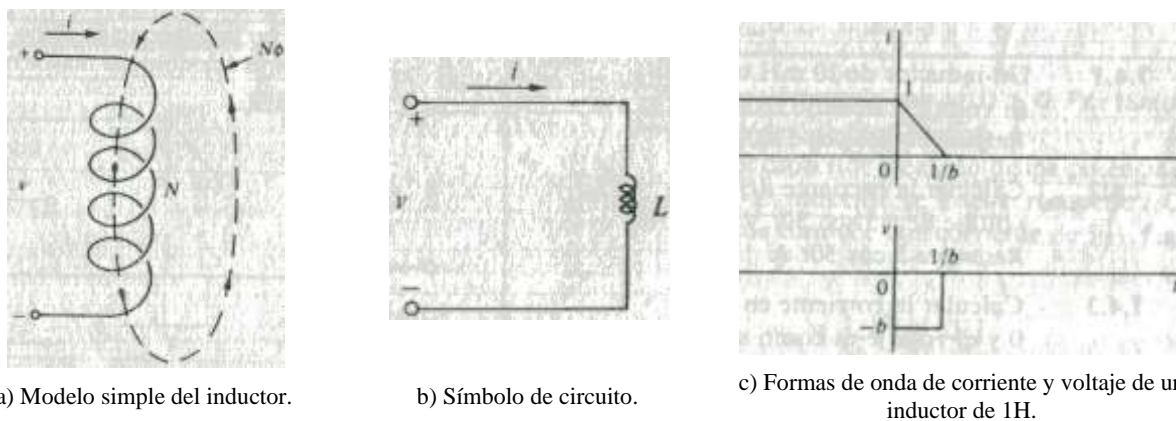 i
+
Nϕ
v
N
−
a) Modelo simple del inductor.
i
+
v
L
−
b) Símbolo de circuito.
i
1
0
1/b
v
1/b
0
−b
c) Formas de onda de corriente y voltaje de un
inductor de 1H.